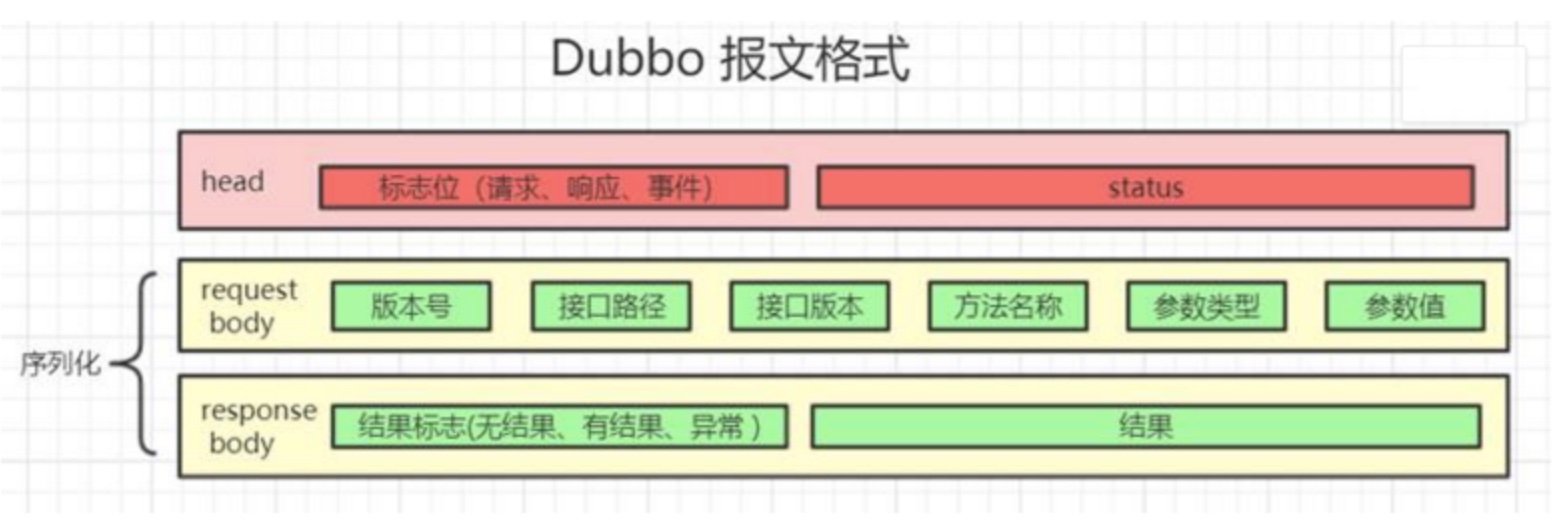 Dubbo 报文格式
head
标志位（请求、响应、事件）
status
request
body
版本号
接口路径
接口版本
方法名称
参数类型
参数值
序列化
response
body
结果标志(无结果、有结果、异常 )
结果